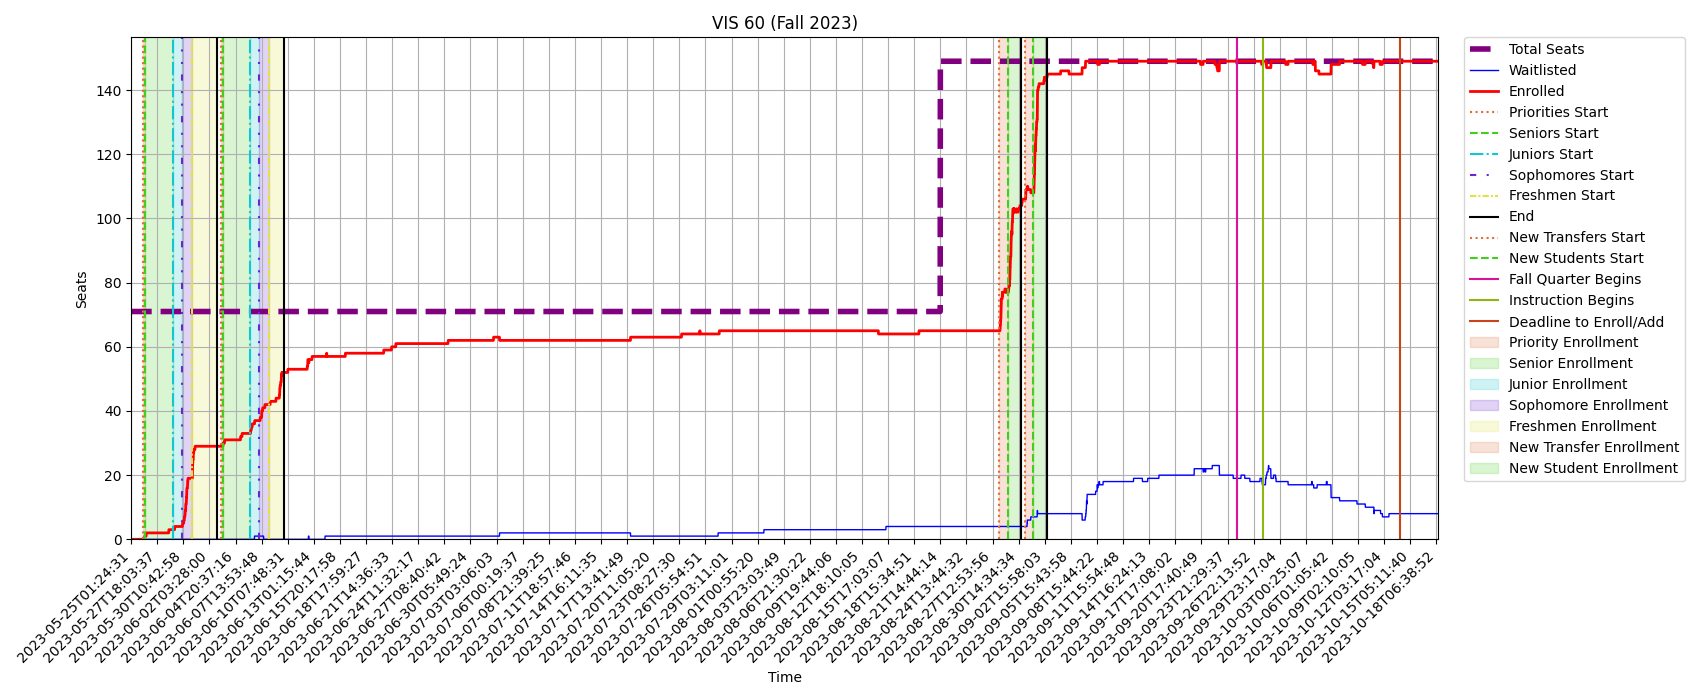 VIS 60 (Fall 2023)
Seats
140
120
100
80
60
40
20
0
2023-05-25T01:24:31
2023-05-27T18:03:37
2023-05-30T10:42:58
2023-06-02T03:28:00
2023-06-04T20:37:16
2023-06-07T13:53:48
2023-06-10T07:48:31
2023-06-13T01:15:44
2023-06-15T20:17:58
2023-06-18T17:59:27
2023-06-21T14:36:33
2023-06-24T11:32:17
2023-06-27T08:40:42
2023-06-30T05:49:24
2023-07-03T03:06:03
2023-07-06T00:19:37
2023-07-08T21:39:25
2023-07-11T18:57:46
2023-07-14T16:11:35
2023-07-17T13:41:49
2023-07-20T11:05:20
2023-07-23T08:27:30
2023-07-26T05:54:51
2023-07-29T03:11:01
2023-08-01T00:55:20
2023-08-03T23:03:49
2023-08-06T21:30:22
2023-08-09T19:44:06
2023-08-12T18:10:05
2023-08-15T17:03:07
2023-08-18T15:34:51
2023-08-21T14:44:14
2023-08-24T13:44:32
2023-08-27T12:53:56
2023-08-30T14:34:34
2023-09-02T15:58:03
2023-09-05T15:43:58
2023-09-08T15:44:22
2023-09-11T15:54:48
2023-09-14T16:24:13
2023-09-17T17:08:02
2023-09-20T17:40:49
2023-09-23T21:29:37
2023-09-26T22:13:52
2023-09-29T23:17:04
2023-10-03T00:25:07
2023-10-06T01:05:42
2023-10-09T02:10:05
2023-10-12T03:17:04
2023-10-15T05:11:40
2023-10-18T06:38:52
Time
Total Seats
Waitlisted
Enrolled
Priorities Start
Seniors Start
Juniors Start
Sophomores Start
Freshmen Start
End
New Transfers Start
New Students Start
Fall Quarter Begins
Instruction Begins
Deadline to Enroll/Add
Priority Enrollment
Senior Enrollment
Junior Enrollment
Sophomore Enrollment
Freshmen Enrollment
New Transfer Enrollment
New Student Enrollment